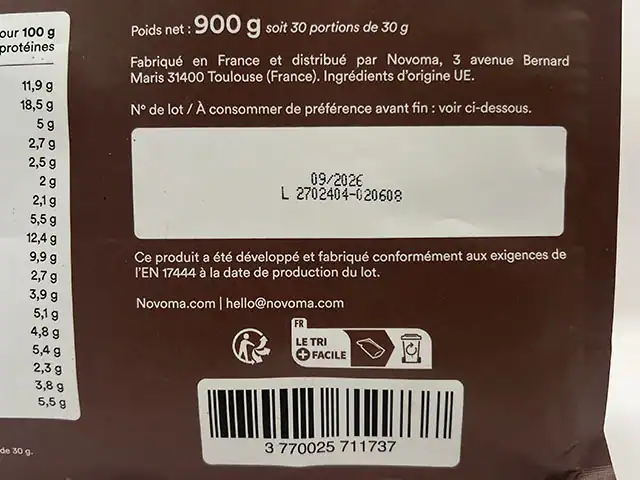 our 100 g
protéines
11,9 g
18,5 g
5 g
2,7 g
2,5 g
2 g
2,1 g
5,5 g
12,4 g
9,9 g
2,7 g
3,9 g
5,1 g
4,8 g
5,4 g
2,3 g
3,8 g
5,5 g
de 30 g.
Poids net : 900 g soit 30 portions de 30 g
Fabriqué en France et distribué par Novoma, 3 avenue Bernard
Maris 31400 Toulouse (France). Ingrédients d'origine UE.
N° de lot / À consommer de préférence avant fin : voir ci-dessous.
09/2026
L 2702404-020608
Ce produit a été développé et fabriqué conformément aux exigences de
l'EN 17444 à la date de production du lot.
Novoma.com | hello@novoma.com
FR
LE TRI
+ FACILE
3 770025 711737